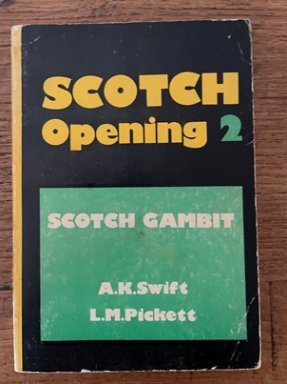 SCOTCH
Opening 2
SCOTCH GAMBIT
A.K.Swift
L.M.Pickett